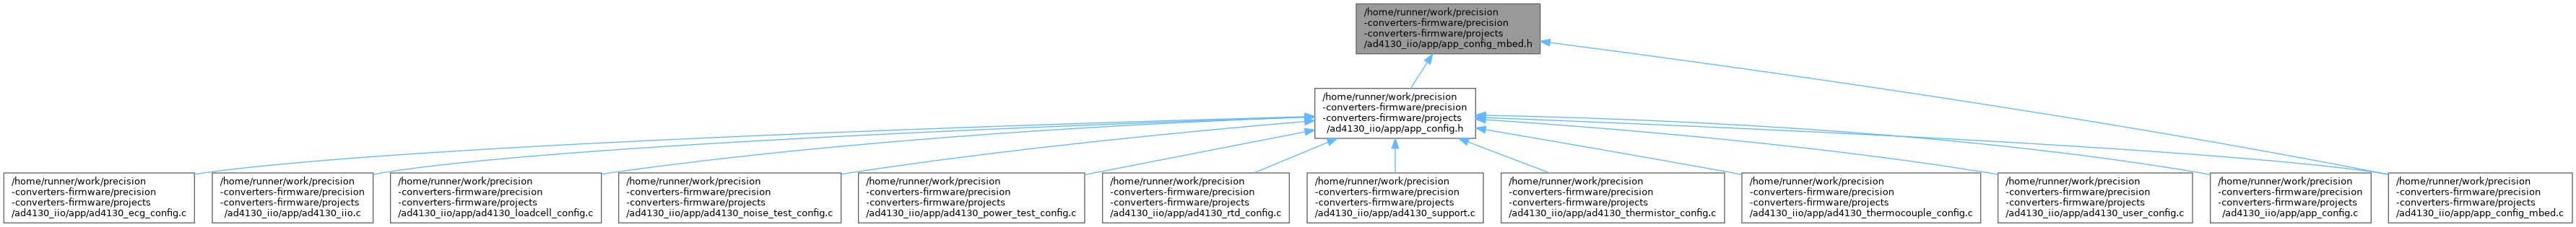 /home/runner/work/precision
-converters-firmware/precision
-converters-firmware/projects
/ad4130_iio/app/app_config_mbed.h
/home/runner/work/precision
-converters-firmware/precision
-converters-firmware/projects
/ad4130_iio/app/app_config.h
/home/runner/work/precision
-converters-firmware/precision
-converters-firmware/projects
/ad4130_iio/app/ad4130_ecg_config.c
/home/runner/work/precision
-converters-firmware/precision
-converters-firmware/projects
/ad4130_iio/app/ad4130_iio.c
/home/runner/work/precision
-converters-firmware/precision
-converters-firmware/projects
/ad4130_iio/app/ad4130_loadcell_config.c
/home/runner/work/precision
-converters-firmware/precision
-converters-firmware/projects
/ad4130_iio/app/ad4130_noise_test_config.c
/home/runner/work/precision
-converters-firmware/precision
-converters-firmware/projects
/ad4130_iio/app/ad4130_power_test_config.c
/home/runner/work/precision
-converters-firmware/precision
-converters-firmware/projects
/ad4130_iio/app/ad4130_rtd_config.c
/home/runner/work/precision
-converters-firmware/precision
-converters-firmware/projects
/ad4130_iio/app/ad4130_support.c
/home/runner/work/precision
-converters-firmware/precision
-converters-firmware/projects
/ad4130_iio/app/ad4130_thermistor_config.c
/home/runner/work/precision
-converters-firmware/precision
-converters-firmware/projects
/ad4130_iio/app/ad4130_thermocouple_config.c
/home/runner/work/precision
-converters-firmware/precision
-converters-firmware/projects
/ad4130_iio/app/ad4130_user_config.c
/home/runner/work/precision
-converters-firmware/precision
-converters-firmware/projects
/ad4130_iio/app/app_config.c
/home/runner/work/precision
-converters-firmware/precision
-converters-firmware/projects
/ad4130_iio/app/app_config_mbed.c